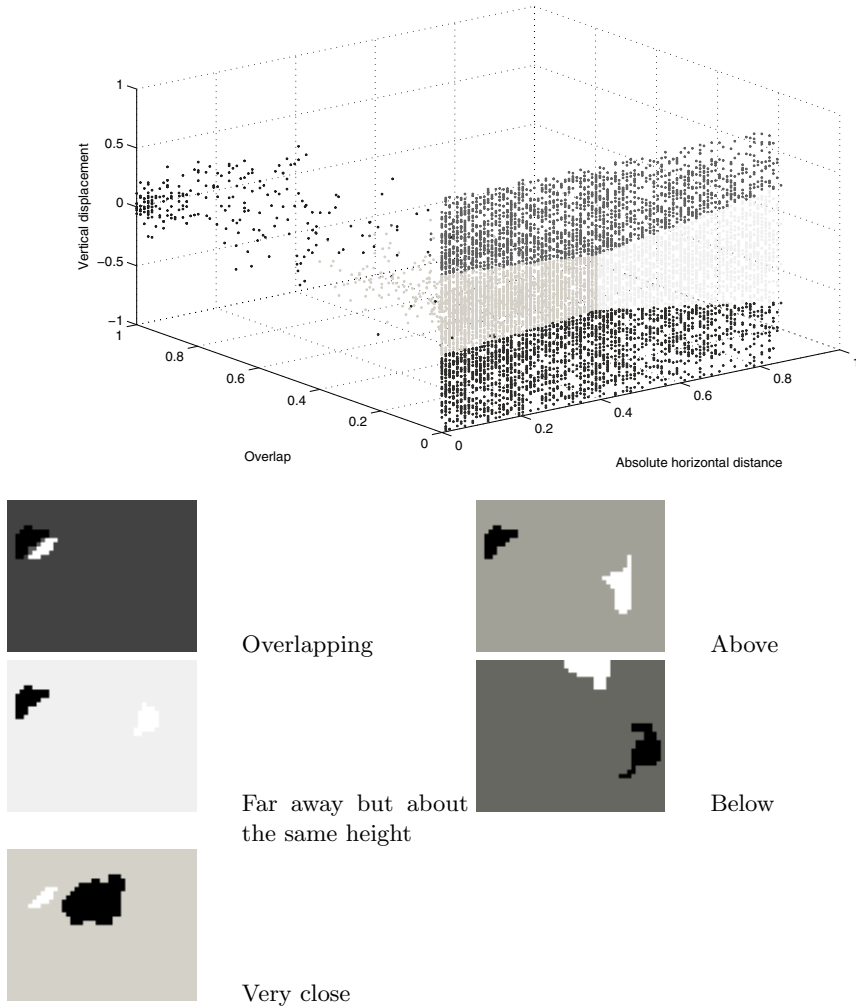 1
0.5
0
−0.5
−1
Vertical displacement
1
0.8
0.6
0.4
0.2
0
Overlap
0
0.2
0.4
0.6
0.8
1
Absolute horizontal distance
Overlapping
Above
Far away but about
the same height
Below
Very close